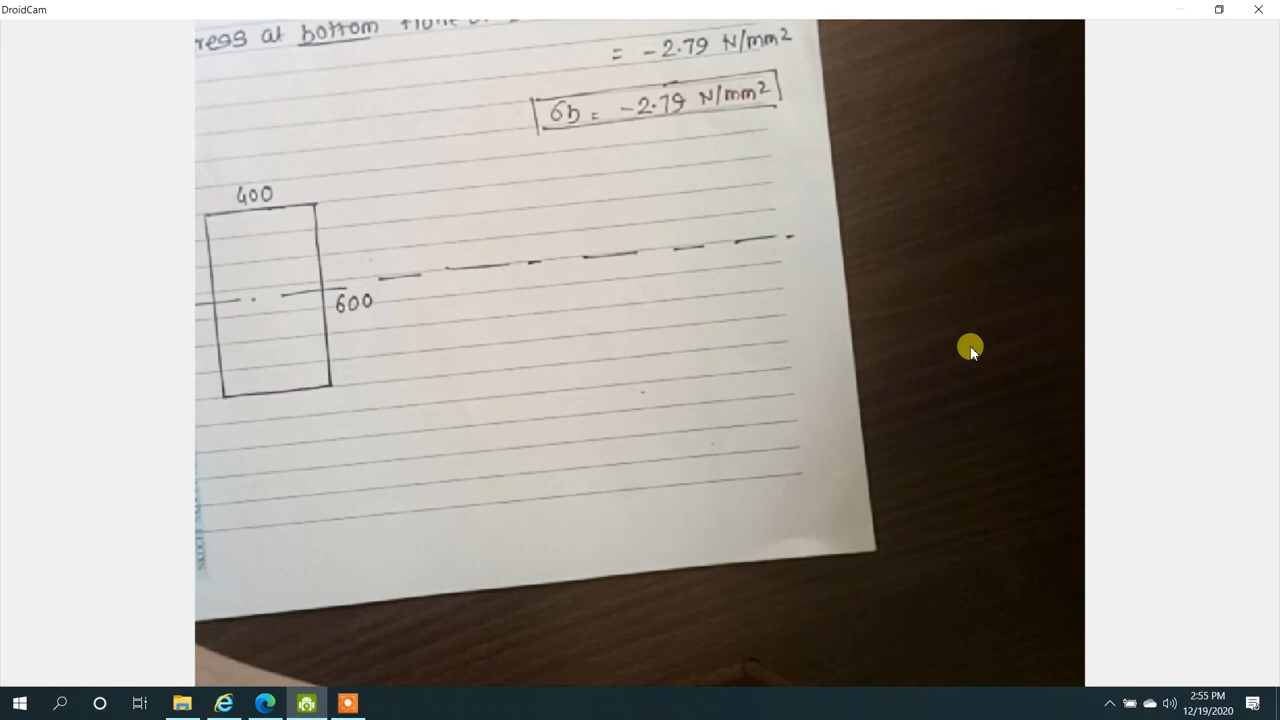 DroidCam
ress at bottom
= -2.79 N/mm2
σb = -2.79 N/mm2
400
600
2:55 PM
12/19/2020